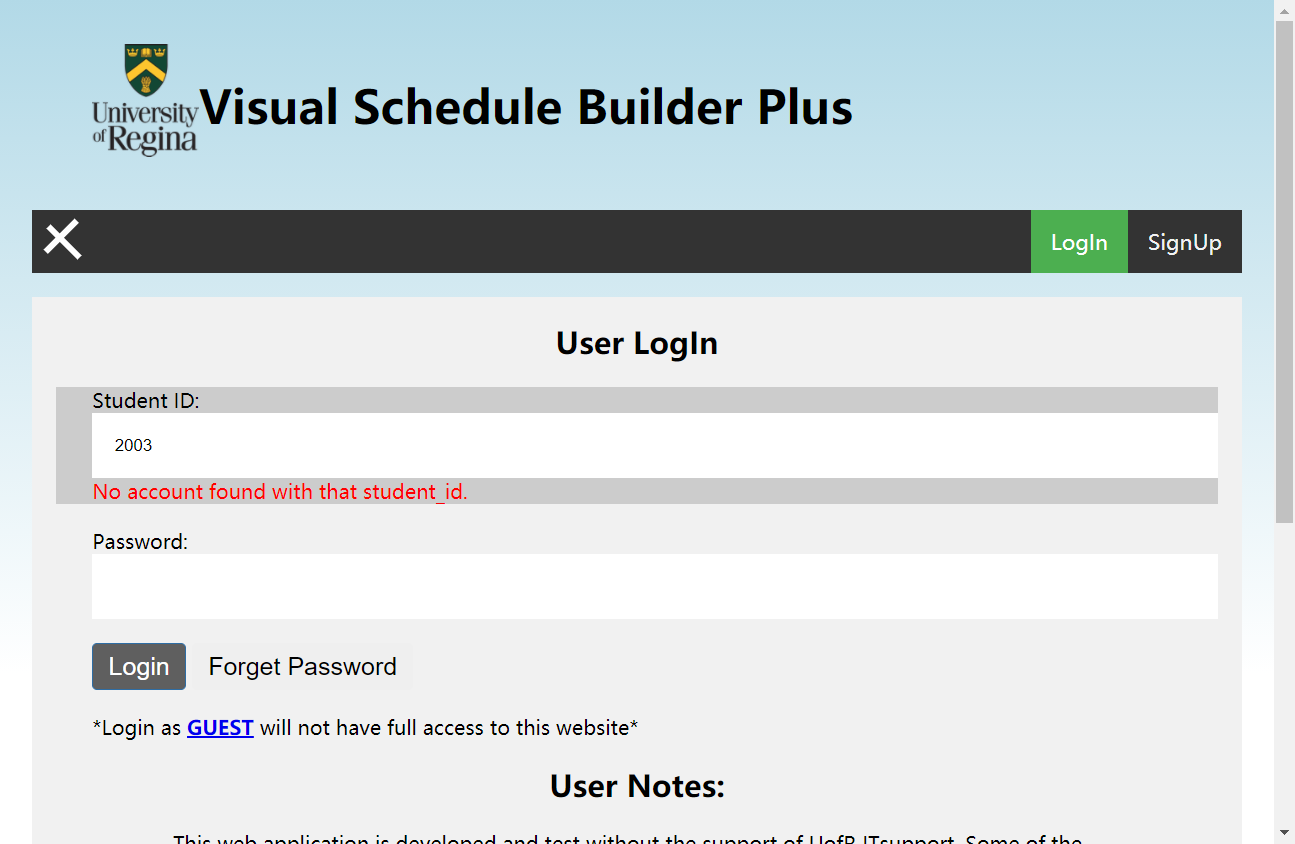 University
of Regina
Visual Schedule Builder Plus
LogIn
SignUp
User LogIn
Student ID:
2003
No account found with that student_id.
Password:
Login
Forget Password
*Login as GUEST will not have full access to this website*
User Notes:
This web application is developed and test without the support of UofR ITsupport. Some of the